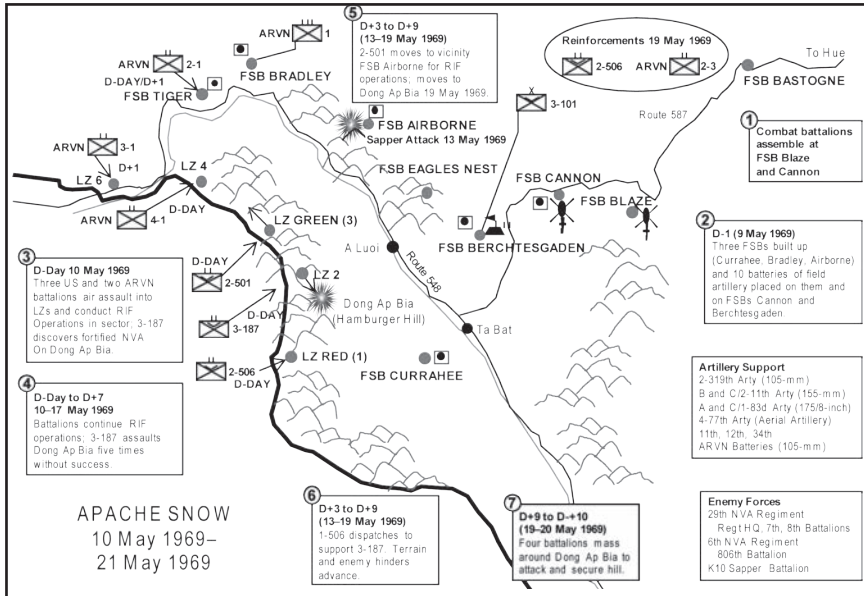 ARVN 1
FSB BRADLEY
ARVN 2-1
D-DAY/D+1
FSB TIGER
5
D+3 to D+9
(13–19 May 1969)
2-501 moves to vicinity
FSB Airborne for RIF
operations; moves to
Dong Ap Bia 19 May 1969.
Reinforcements 19 May 1969
2-506 ARVN 2-3
To Hue
FSB BASTOGNE
Route 587
3-101
FSB AIRBORNE
Sapper Attack 13 May 1969
1
Combat battalions
assemble at
FSB Blaze
and Cannon
ARVN 3-1
D+1
LZ 6
LZ 4
ARVN 4-1
D-DAY
FSB EAGLES NEST
FSB CANNON
FSB BLAZE
FSB BERCHTESGADEN
LZ GREEN (3)
A Luoi
Route 548
2
D-1 (9 May 1969)
Three FSBs built up
(Currahee, Bradley, Airborne)
and 10 batteries of field
artillery placed on them and
on FSBs Cannon and
Berchtesgaden.
3
D-Day 10 May 1969
Three US and two ARVN
battalions air assault into
LZs and conduct RIF
Operations in sector; 3-187
discovers fortified NVA
On Dong Ap Bia.
D-DAY
2-501
LZ 2
D-DAY
3-187
Dong Ap Bia
(Hamburger Hill)
Ta Bat
2-506
D-DAY
LZ RED (1)
FSB CURRAHEE
4
D-Day to D+7
10–17 May 1969
Battalions continue RIF
operations; 3-187 assaults
Dong Ap Bia five times
without success.
Artillery Support
2-319th Arty (105-mm)
B and C/2-11th Arty (155-mm)
A and C/1-83d Arty (175/8-inch)
4-77th Arty (Aerial Artillery)
11th, 12th, 34th
ARVN Batteries (105-mm)
Enemy Forces
29th NVA Regiment
Regt HQ, 7th, 8th Battalions
6th NVA Regiment
806th Battalion
K10 Sapper Battalion
APACHE SNOW
10 May 1969–
21 May 1969
6
D+3 to D+9
(13–19 May 1969)
1-506 dispatches to
support 3-187. Terrain
and enemy hinders
advance.
7
D+9 to D-+10
(19–20 May 1969)
Four battalions mass
around Dong Ap Bia to
attack and secure hill.